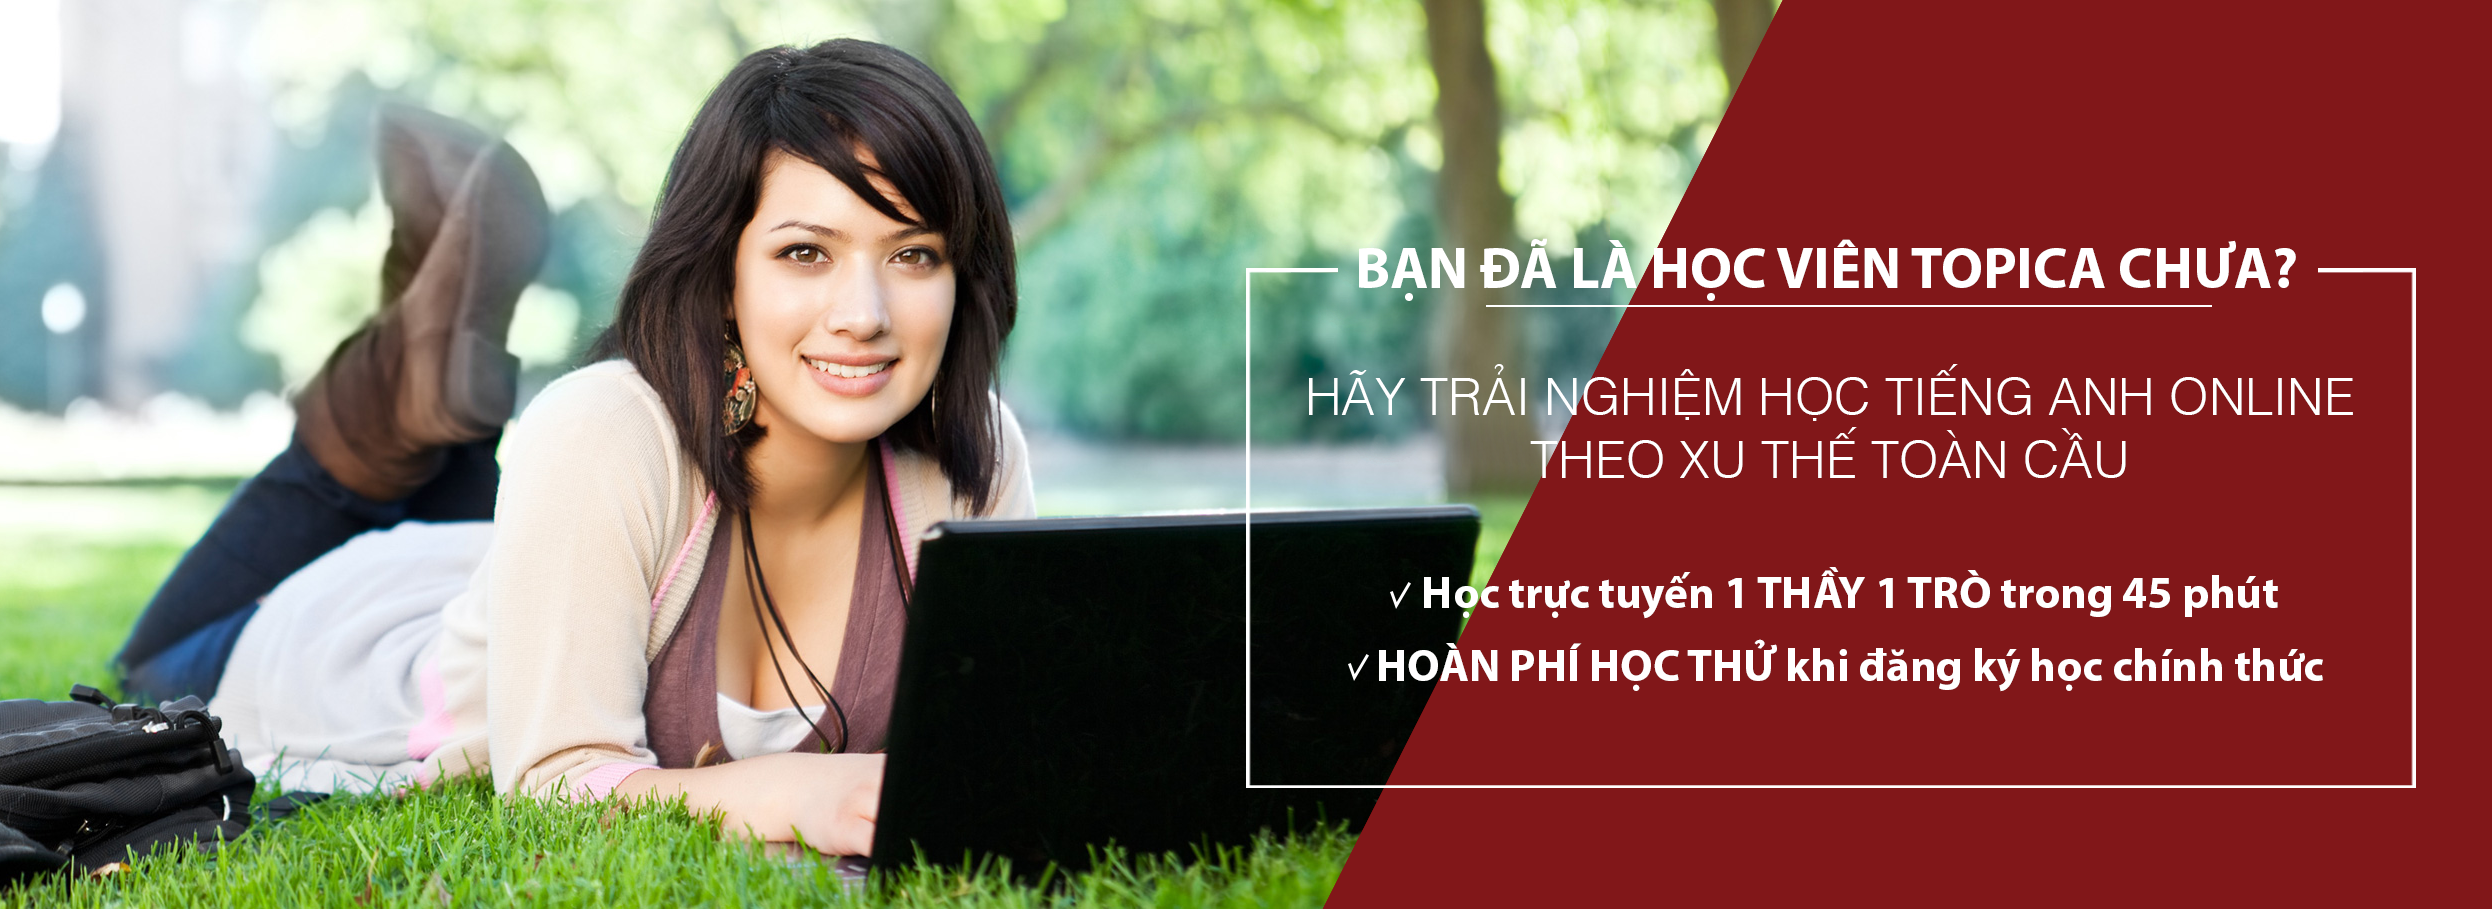 BẠN ĐÃ LÀ HỌC VIÊN TOPICA CHƯA?
HÃY TRẢI NGHIỆM HỌC TIẾNG ANH ONLINE
THEO XU THẾ TOÀN CẦU
✓ Học trực tuyến 1 THẦY 1 TRÒ trong 45 phút
✓ HOÀN PHÍ HỌC THỬ khi đăng ký học chính thức